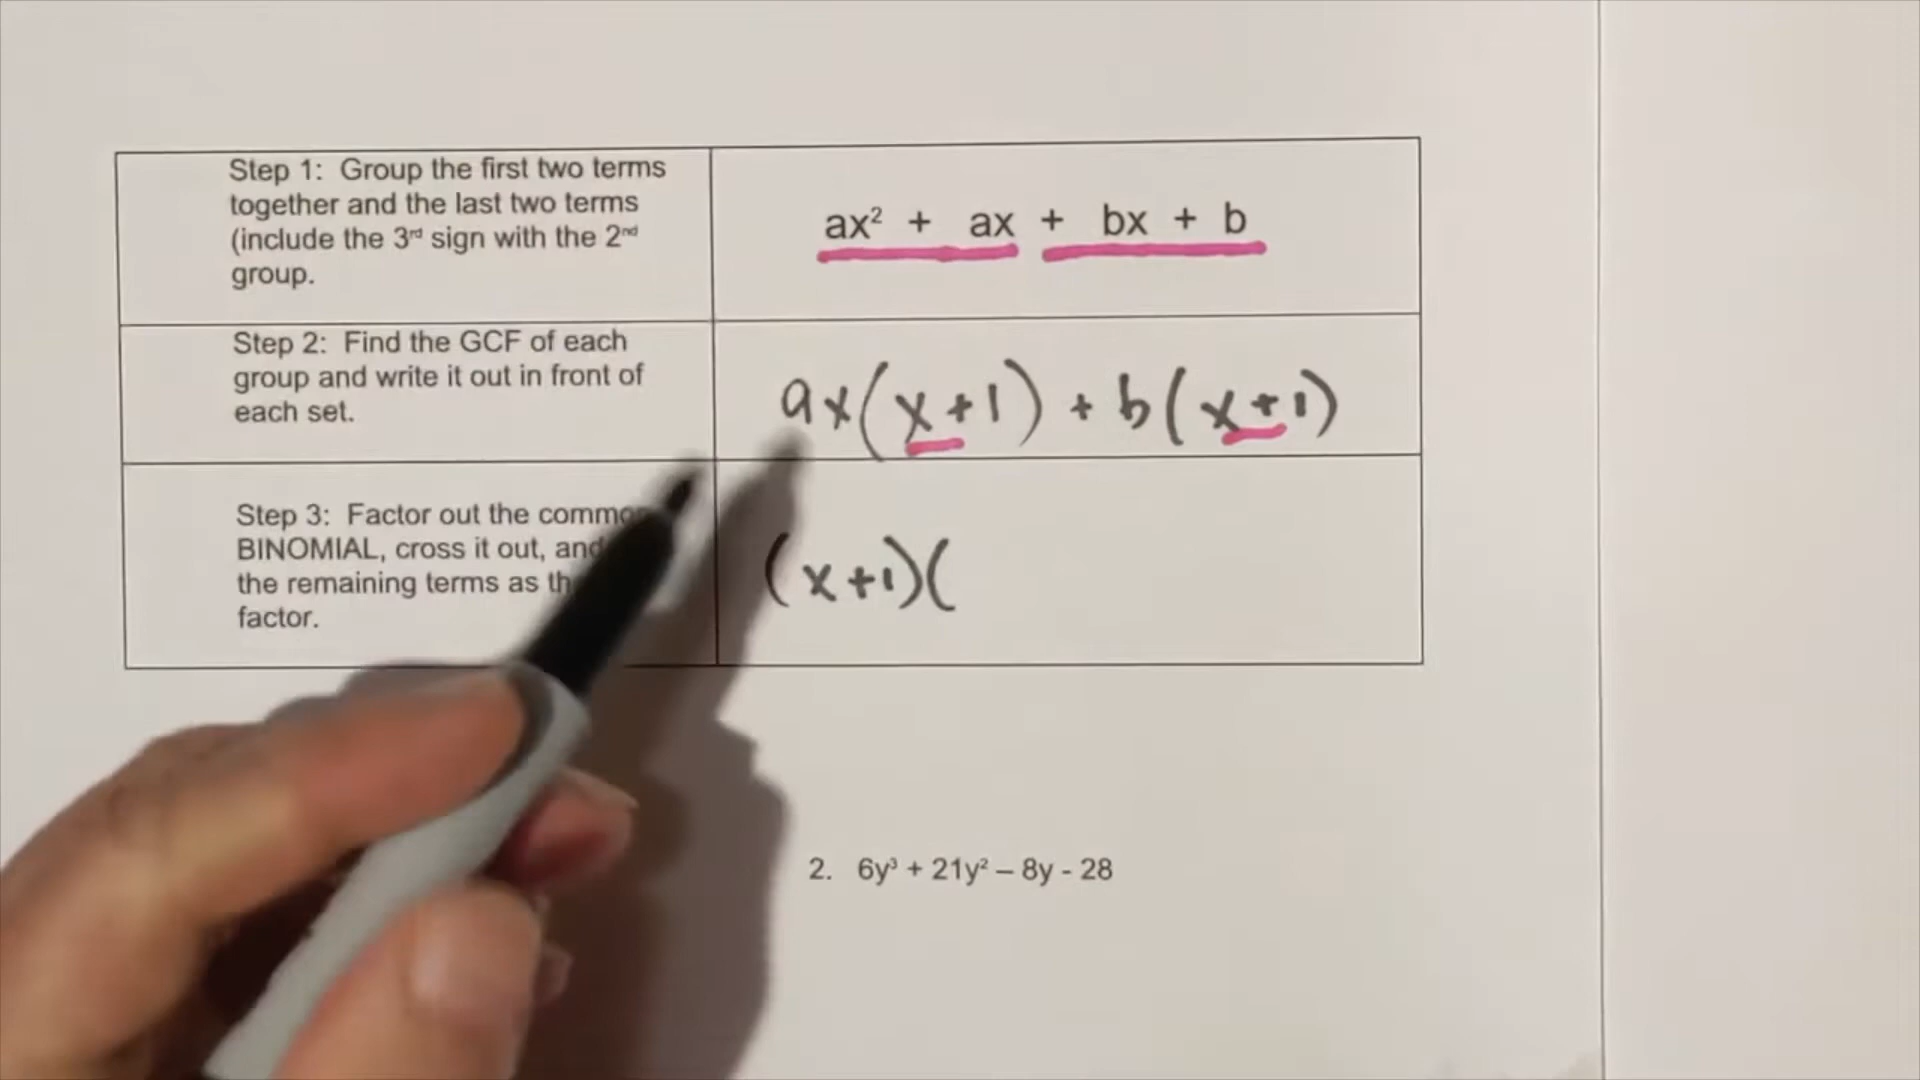 Step 1: Group the first two terms
together and the last two terms
(include the 3rd sign with the 2nd
group.
ax² + ax + bx + b
Step 2: Find the GCF of each
group and write it out in front of
each set.
ax(x+1) + b(x+1)
Step 3: Factor out the common
BINOMIAL, cross it out, and
the remaining terms as
factor.
(x+1)(
2. 6y³ + 21y² – 8y - 28